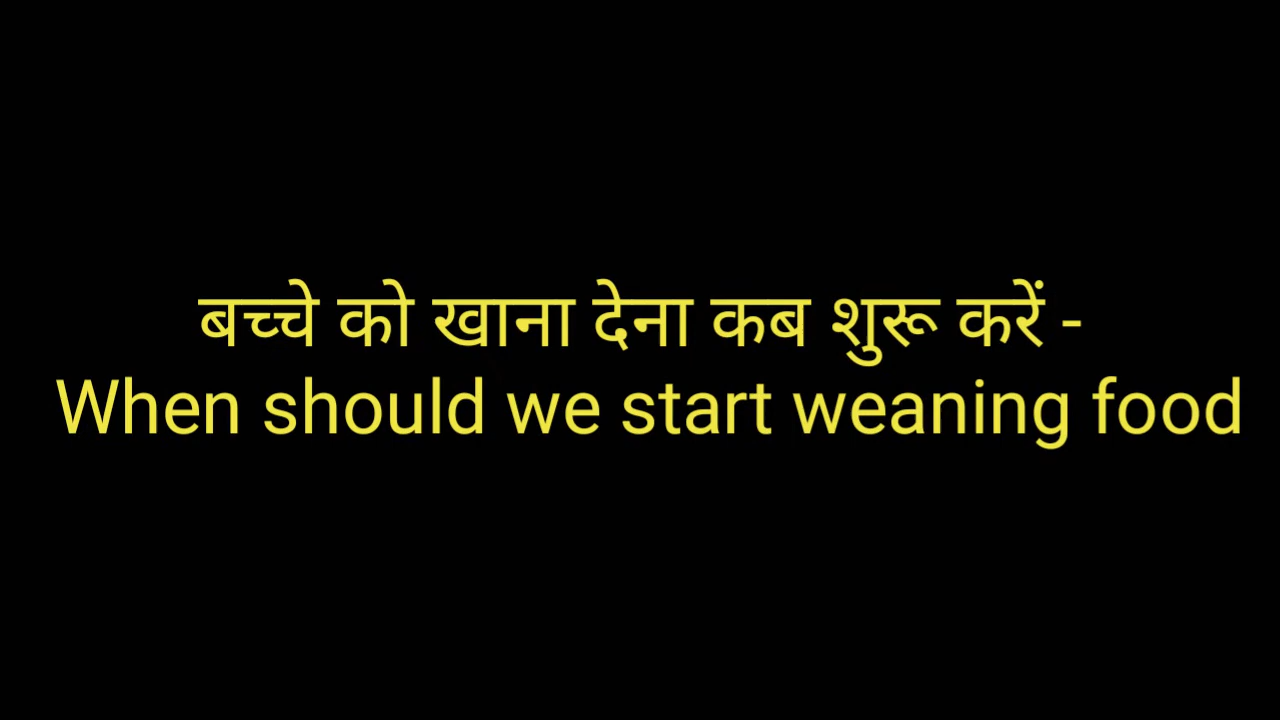 बच्चे को खाना देना कब शुरू करें -
When should we start weaning food